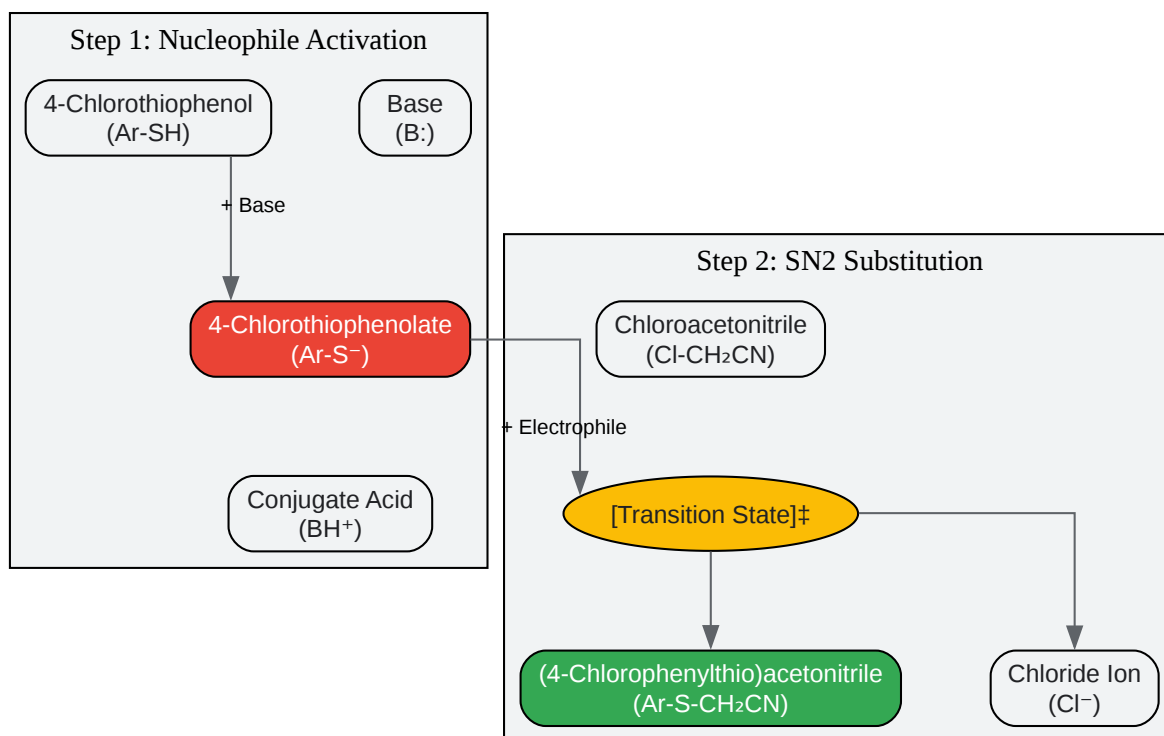 Step 1: Nucleophile Activation
4-Chlorothiophenol
(Ar-SH)
Base
(B:)
+ Base
4-Chlorothiophenolate
(Ar-S⁻)
Conjugate Acid
(BH⁺)
Step 2: SN2 Substitution
Chloroacetonitrile
(Cl-CH₂CN)
+ Electrophile
[Transition State]‡
(4-Chlorophenylthio)acetonitrile
(Ar-S-CH₂CN)
Chloride Ion
(Cl⁻)